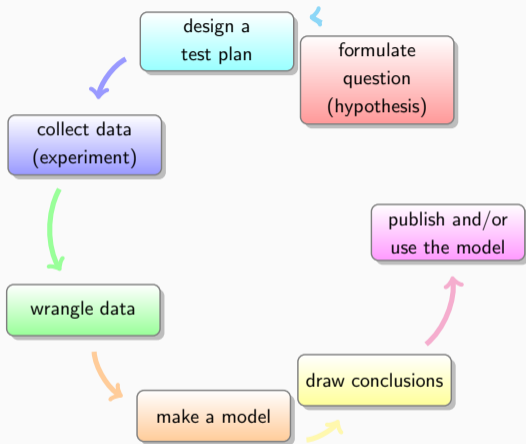 formulate
question
(hypothesis)
design a
test plan
collect data
(experiment)
wrangle data
make a model
draw conclusions
publish and/or
use the model